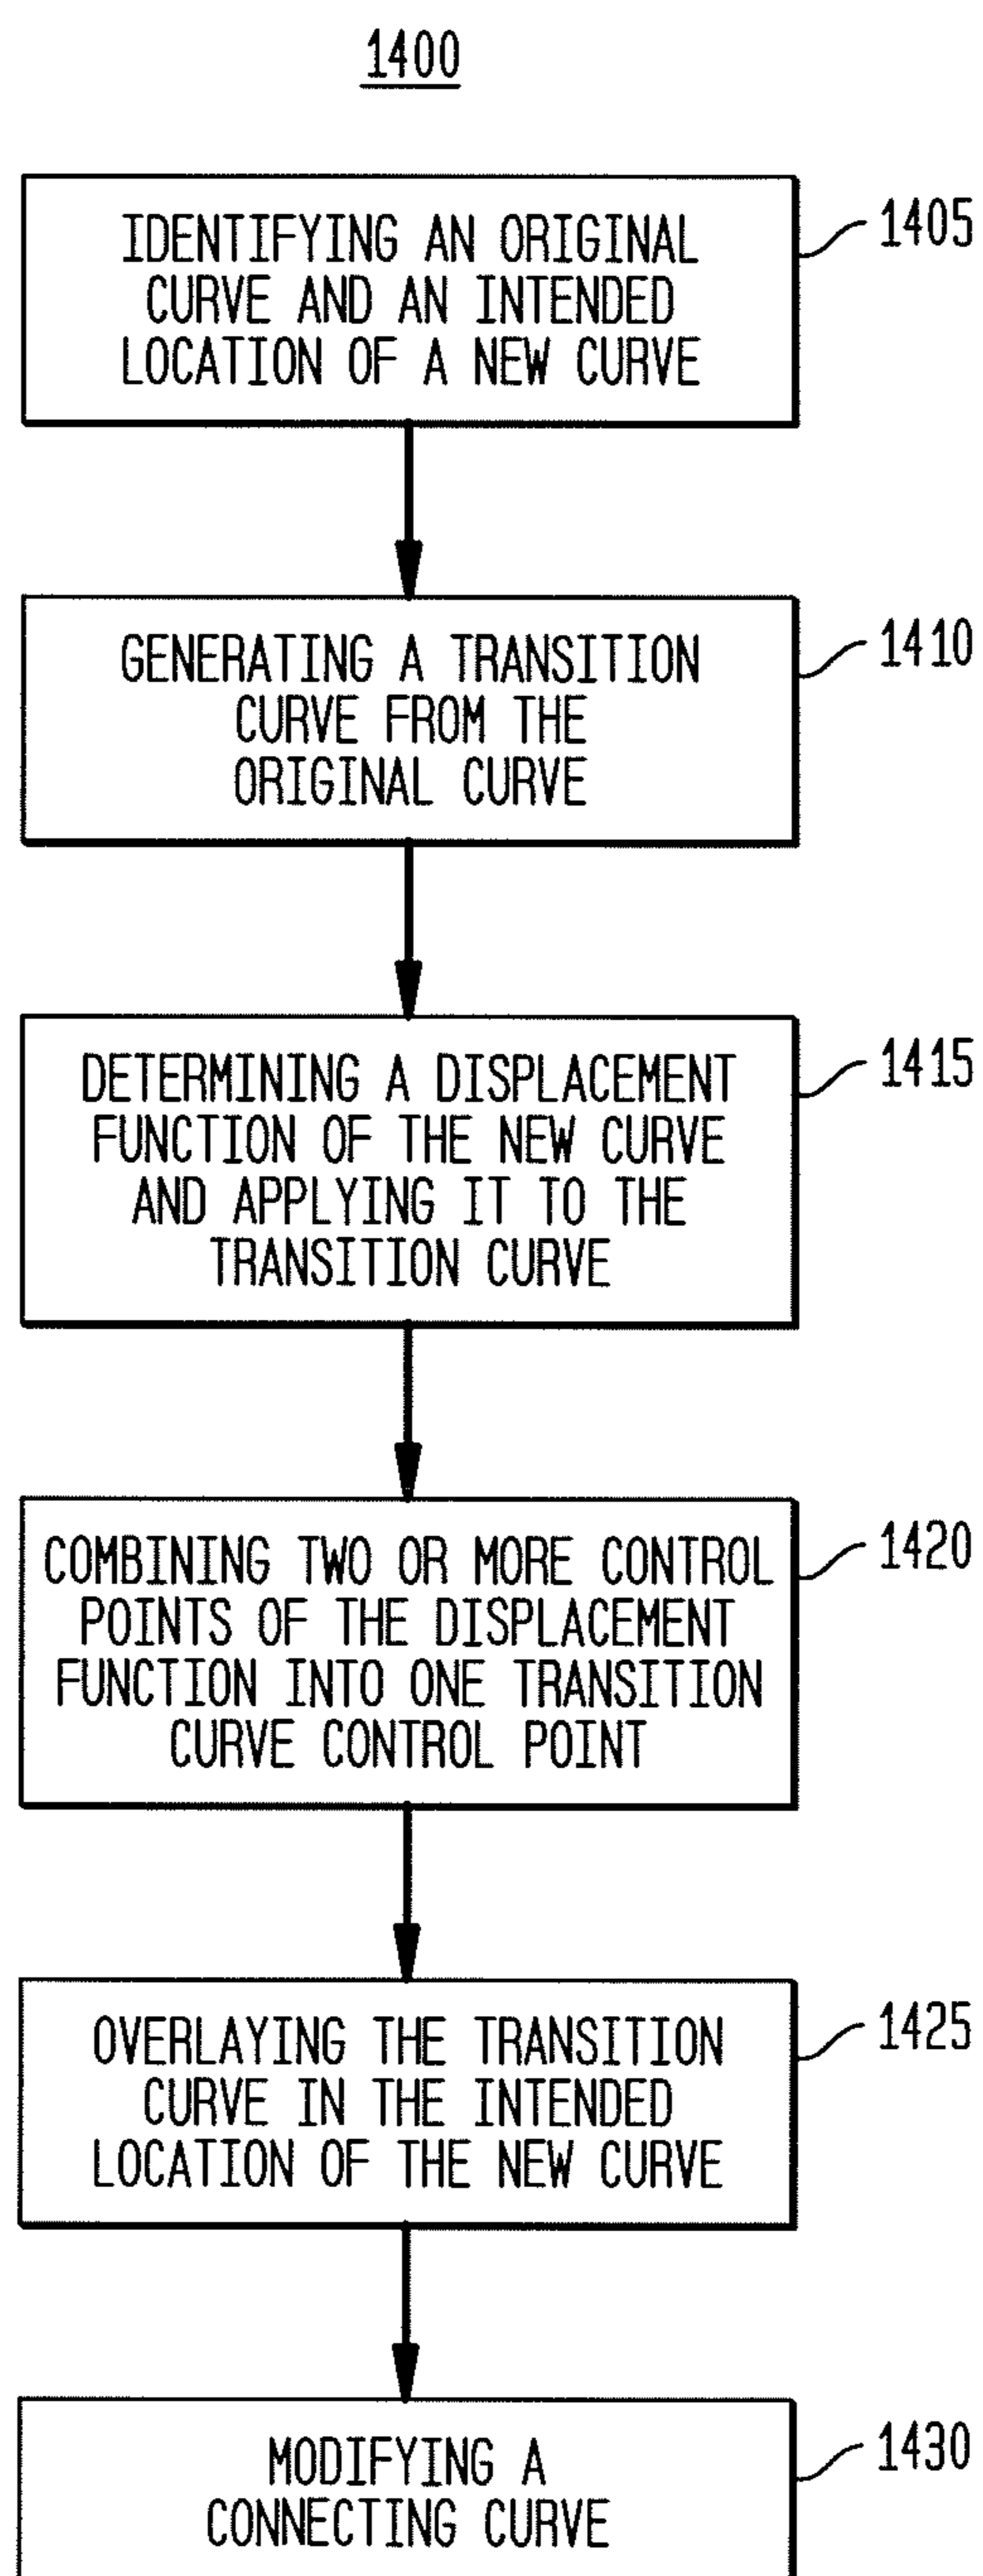 1400
IDENTIFYING AN ORIGINAL
CURVE AND AN INTENDED
LOCATION OF A NEW CURVE
1405
GENERATING A TRANSITION
CURVE FROM THE
ORIGINAL CURVE
1410
DETERMINING A DISPLACEMENT
FUNCTION OF THE NEW CURVE
AND APPLYING IT TO THE
TRANSITION CURVE
1415
COMBINING TWO OR MORE CONTROL
POINTS OF THE DISPLACEMENT
FUNCTION INTO ONE TRANSITION
CURVE CONTROL POINT
1420
OVERLAYING THE TRANSITION
CURVE IN THE INTENDED
LOCATION OF THE NEW CURVE
1425
MODIFYING A
CONNECTING CURVE
1430